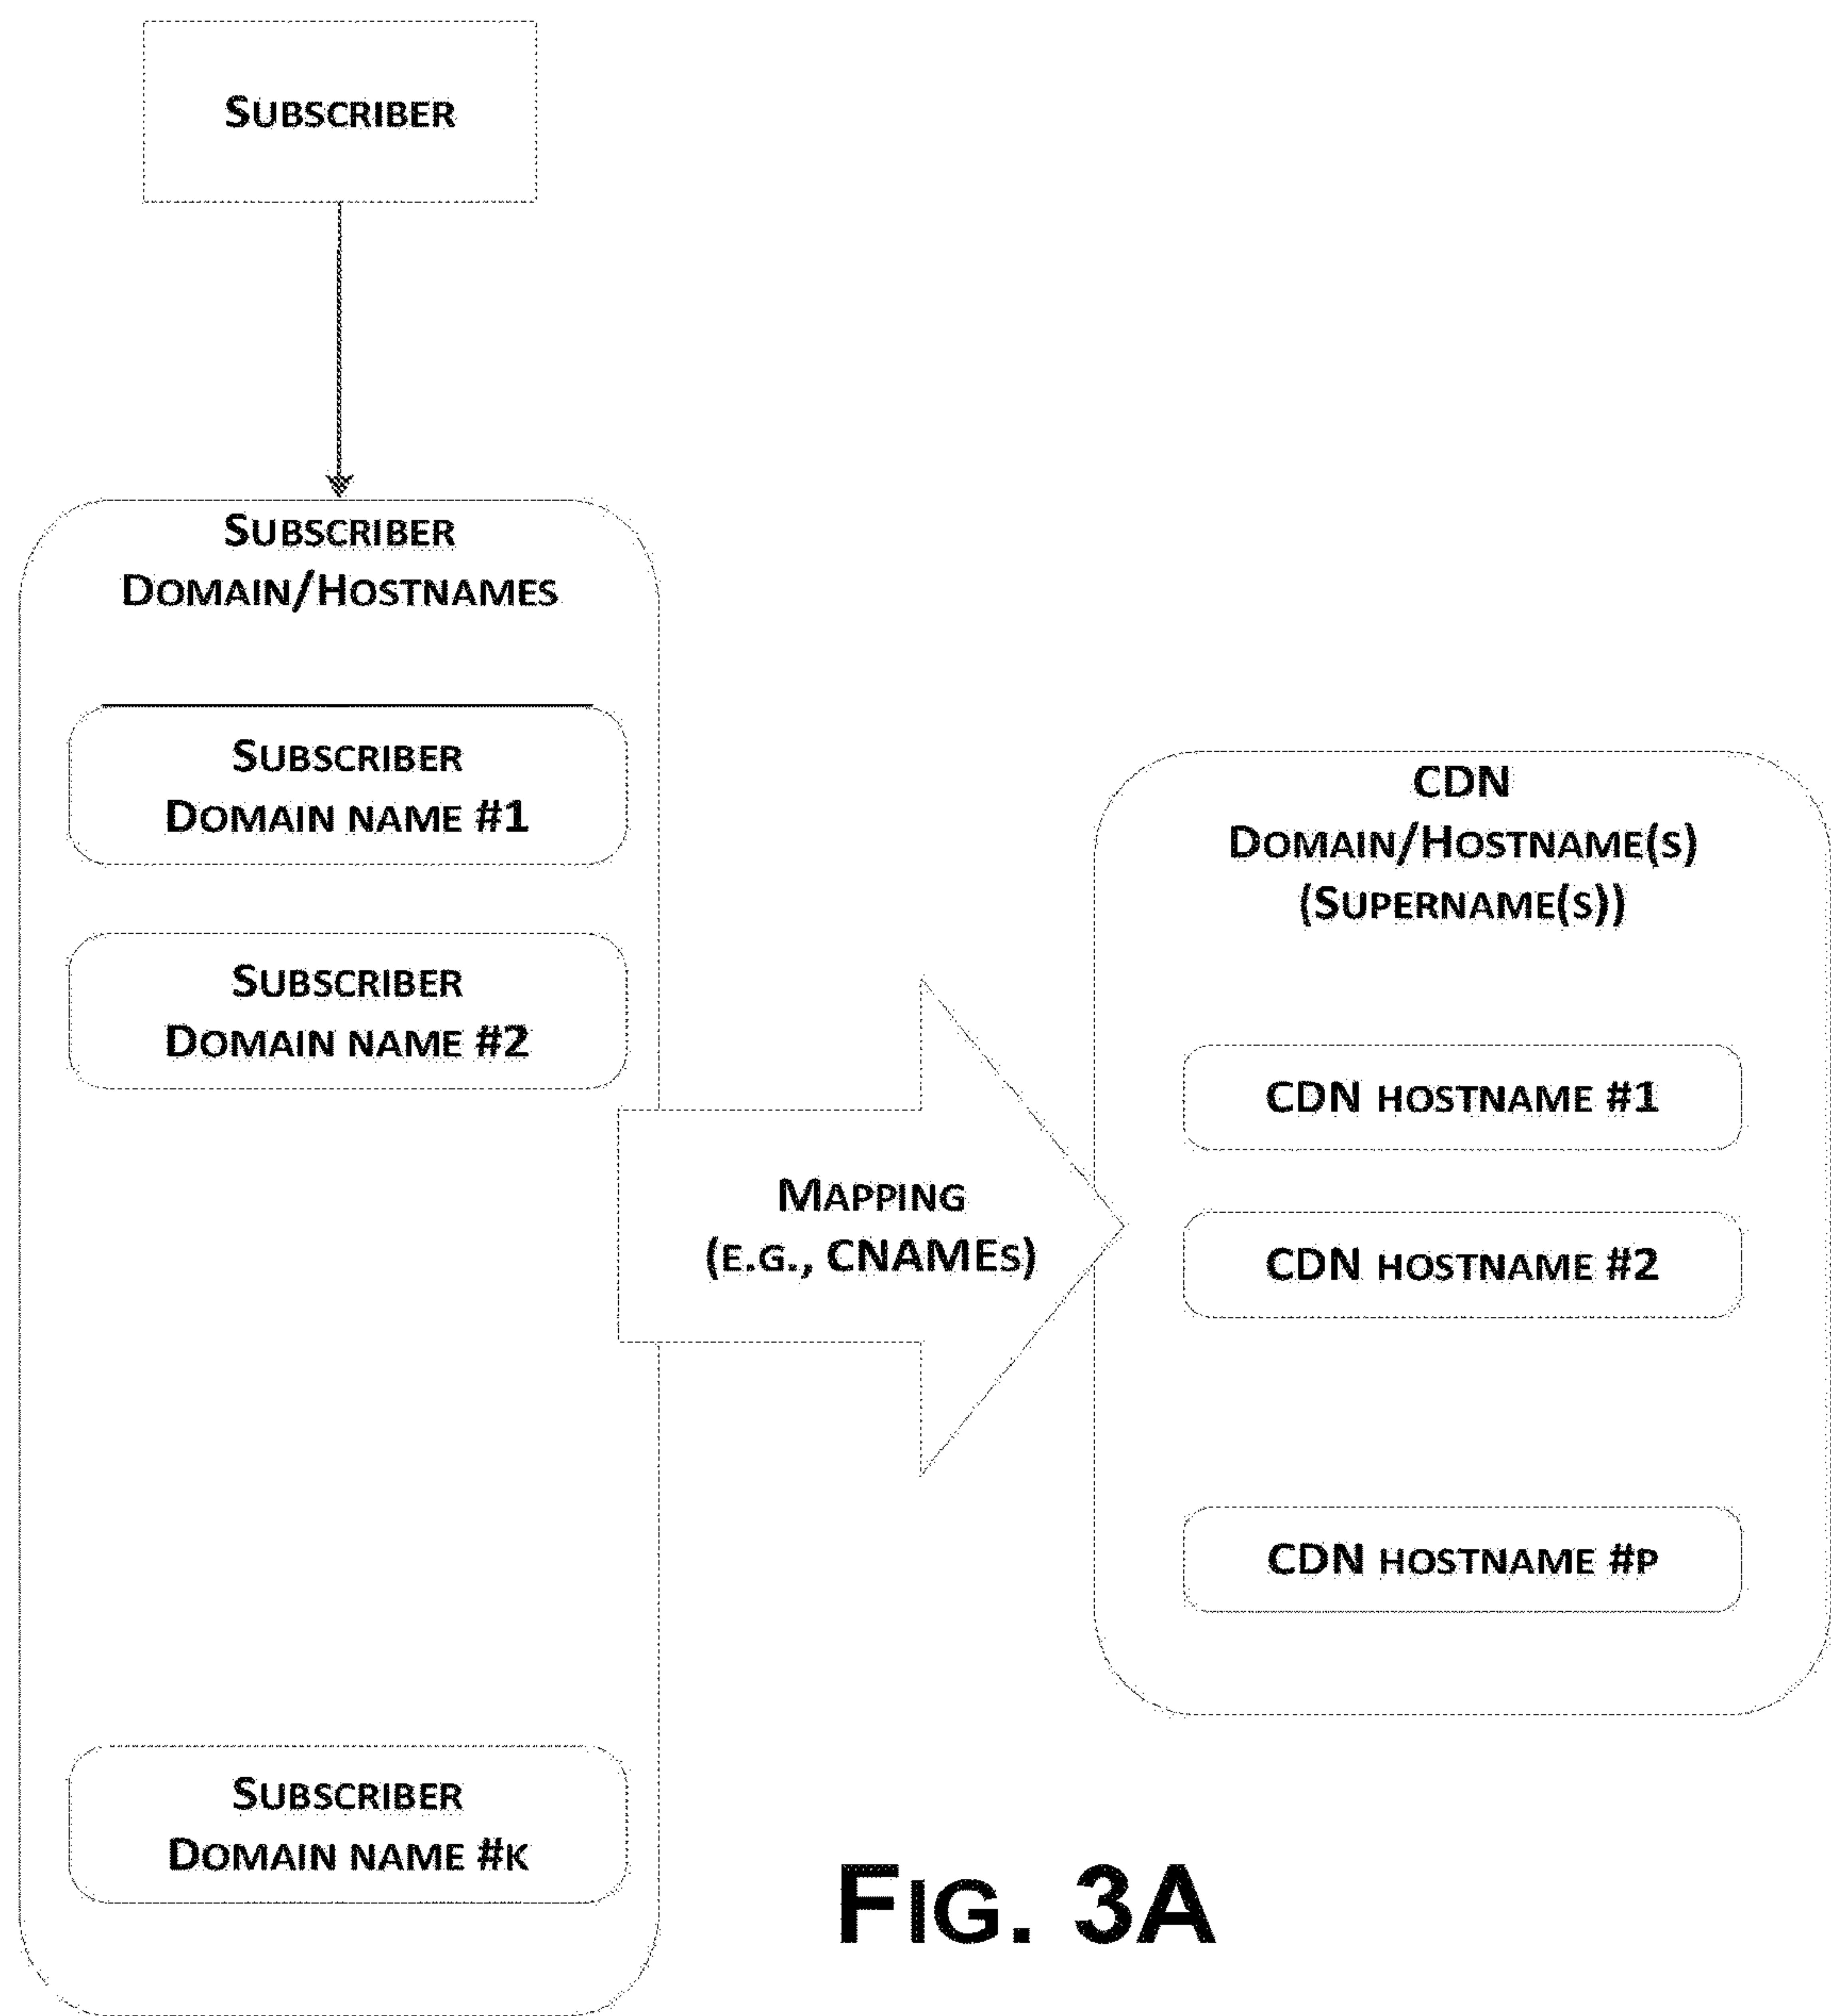 SUBSCRIBER
SUBSCRIBER
DOMAIN/HOSTNAMES
SUBSCRIBER
DOMAIN NAME #1
SUBSCRIBER
DOMAIN NAME #2
SUBSCRIBER
DOMAIN NAME #K
MAPPING
(E.G., CNAMES)
CDN
DOMAIN/HOSTNAME(S)
(SUPERNAME(S))
CDN HOSTNAME #1
CDN HOSTNAME #2
CDN HOSTNAME #P
FIG. 3A